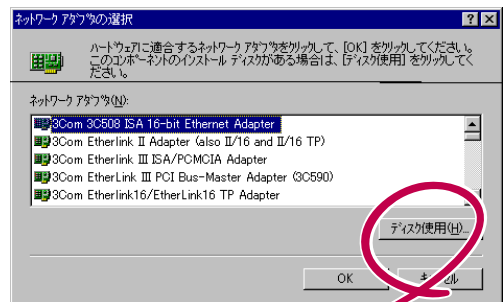 ネットワーク アダプタの選択
ハードウェアに適合するネットワーク アダプタをクリックして、[OK] をクリックしてください。
このコンポーネントのインストール ディスクがある場合は、[ディスク使用] をクリックしてく
ださい。
ネットワーク アダプタ(N):
3Com 3C508 ISA 16-bit Ethernet Adapter
3Com Etherlink II Adapter (also II/16 and II/16 TP)
3Com Etherlink III ISA/PCMCIA Adapter
3Com EtherLink III PCI Bus-Master Adapter (3C590)
3Com Etherlink16/EtherLink16 TP Adapter
ディスク使用(H)...
OK
キャンセル